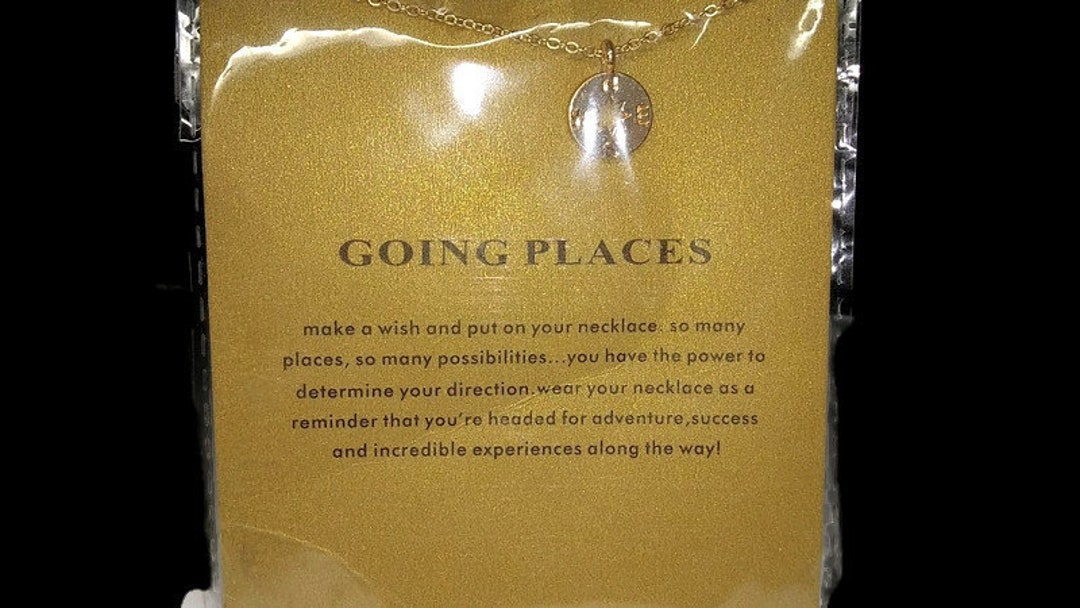 GOING PLACES
make a wish and put on your necklace. so many
places, so many possibilities...you have the power to
determine your direction.wear your necklace as a
reminder that you're headed for adventure,success
and incredible experiences along the way!